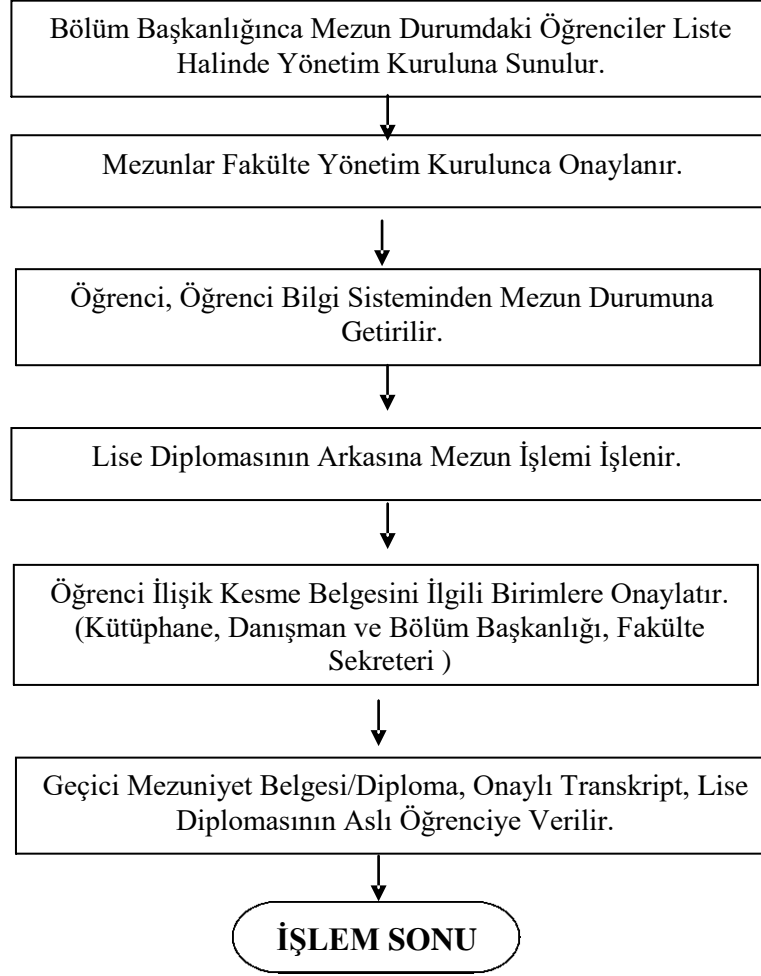 Bölüm Başkanlığınca Mezun Durumdaki Öğrenciler Liste
Halinde Yönetim Kuruluna Sunulur.
Mezunlar Fakülte Yönetim Kurulunca Onaylanır.
Öğrenci, Öğrenci Bilgi Sisteminden Mezun Durumuna
Getirilir.
Lise Diplomasının Arkasına Mezun İşlemi İşlenir.
Öğrenci İlişik Kesme Belgesini İlgili Birimlere Onaylatır.
(Kütüphane, Danışman ve Bölüm Başkanlığı, Fakülte
Sekreteri )
Geçici Mezuniyet Belgesi/Diploma, Onaylı Transkript, Lise
Diplomasının Aslı Öğrenciye Verilir.
İŞLEM SONU